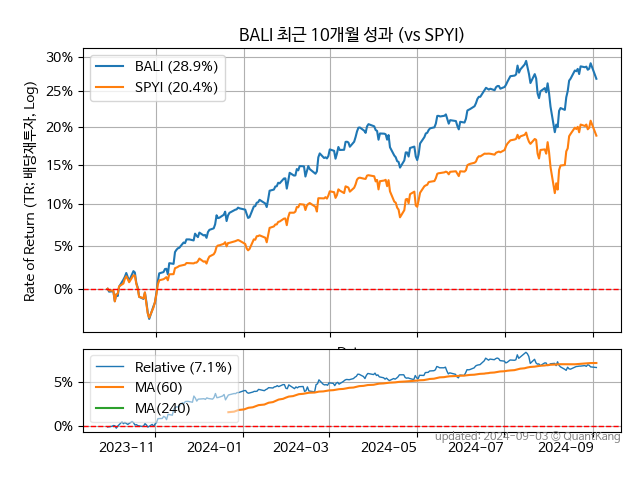 BALI 최근 10개월 성과 (vs SPYI)
Rate of Return (TR: 배당재투자, Log)
30%
25%
20%
15%
10%
5%
0%
BALI (28.9%)
SPYI (20.4%)
5%
0%
Relative (7.1%)
MA(60)
MA(240)
updated: 2024-09-03 © QuantKang
2023-11
2024-01
2024-03
2024-05
2024-07
2024-09